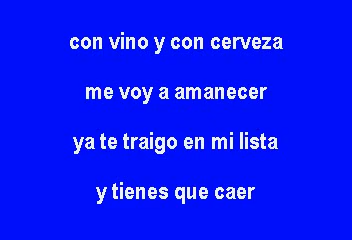 con vino y con cerveza
me voy a amanecer
ya te traigo en mi lista
y tienes que caer